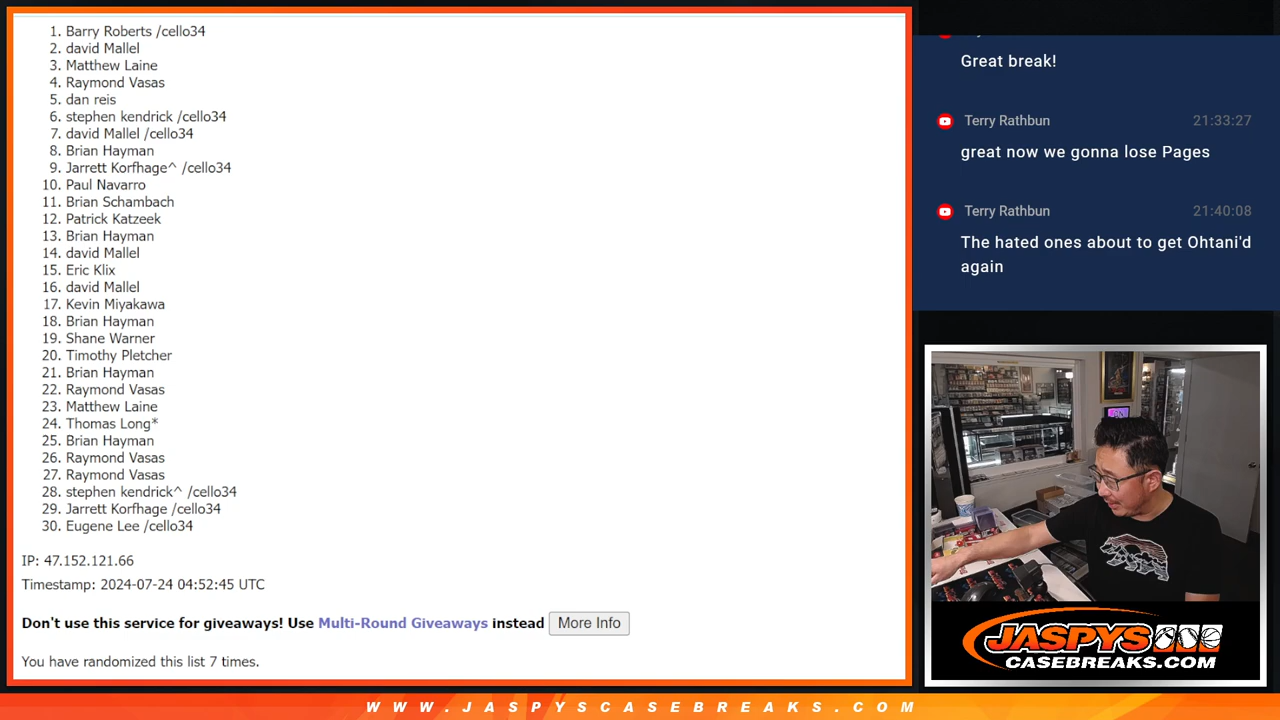 1. Barry Roberts /cello34
2. david Mallel
3. Matthew Laine
4. Raymond Vasas
5. dan reis
6. stephen kendrick /cello34
7. david Mallel /cello34
8. Brian Hayman
9. Jarrett Korfhage^ /cello34
10. Paul Navarro
11. Brian Schambach
12. Patrick Katzeek
13. Brian Hayman
14. david Mallel
15. Eric Klix
16. david Mallel
17. Kevin Miyakawa
18. Brian Hayman
19. Shane Warner
20. Timothy Pletcher
21. Brian Hayman
22. Raymond Vasas
23. Matthew Laine
24. Thomas Long*
25. Brian Hayman
26. Raymond Vasas
27. Raymond Vasas
28. stephen kendrick^ /cello34
29. Jarrett Korfhage /cello34
30. Eugene Lee /cello34
IP: 47.152.121.66
Timestamp: 2024-07-24 04:52:45 UTC
Don't use this service for giveaways! Use Multi-Round Giveaways instead More Info
You have randomized this list 7 times.
Great break!
Terry Rathbun 21:33:27
great now we gonna lose Pages
Terry Rathbun 21:40:08
The hated ones about to get Ohtani'd
again
JASPYS
CASEBREAKS.COM
WWW.JASPYSCASEBREAKS.COM